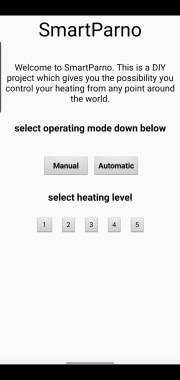 SmartParno
Welcome to SmartParno. This is a DIY
project which gives you the possibility you
control your heating from any point around
the world.
select operating mode down below
Manual Automatic
select heating level
1 2 3 4 5